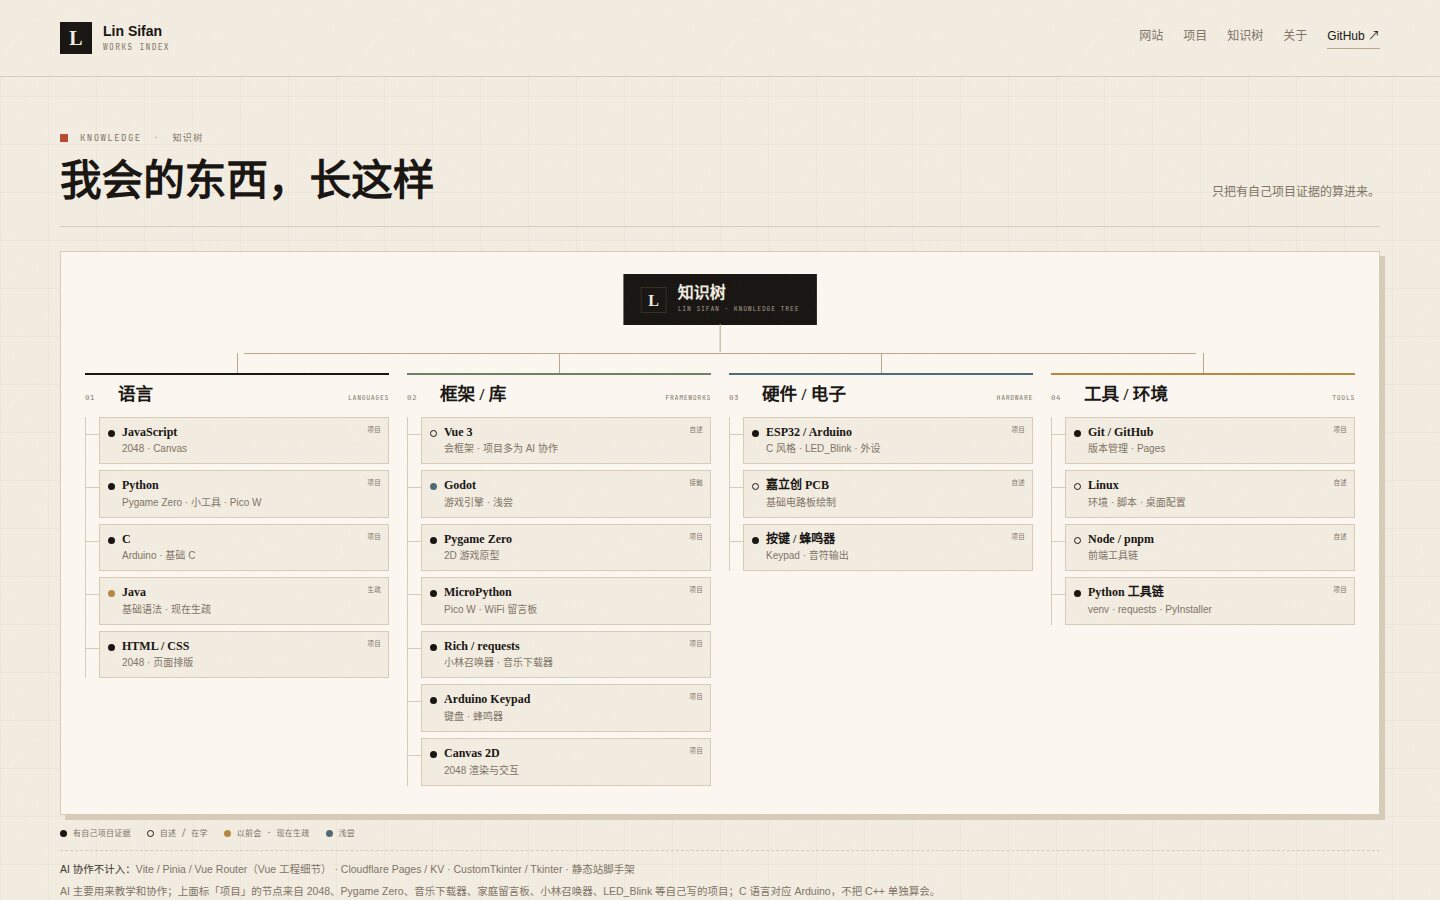 L
Lin Sifan
WORKS INDEX
网站 项目 知识树 关于 GitHub ↗
KNOWLEDGE · 知识树
我会的东西，长这样
只把有自己项目证据的算进来。
L
知识树
LIN SIFAN · KNOWLEDGE TREE
01 语言 LANGUAGES
JavaScript 项目
2048 · Canvas
Python 项目
Pygame Zero · 小工具 · Pico W
C 项目
Arduino · 基础 C
Java 生疏
基础语法 · 现在生疏
HTML / CSS 项目
2048 · 页面排版
02 框架 / 库 FRAMEWORKS
Vue 3 自述
会框架 · 项目多为 AI 协作
Godot 接触
游戏引擎 · 浅尝
Pygame Zero 项目
2D 游戏原型
MicroPython 项目
Pico W · WiFi 留言板
Rich / requests 项目
小林召唤器 · 音乐下载器
Arduino Keypad 项目
键盘 · 蜂鸣器
Canvas 2D 项目
2048 渲染与交互
03 硬件 / 电子 HARDWARE
ESP32 / Arduino 项目
C 风格 · LED_Blink · 外设
嘉立创 PCB 自述
基础电路板绘制
按键 / 蜂鸣器 项目
Keypad · 音符输出
04 工具 / 环境 TOOLS
Git / GitHub 项目
版本管理 · Pages
Linux 自述
环境 · 脚本 · 桌面配置
Node / pnpm 自述
前端工具链
Python 工具链 项目
venv · requests · PyInstaller
有自己项目证据 自述 / 在学 以前会 · 现在生疏 浅尝
AI 协作不计入：Vite / Pinia / Vue Router（Vue 工程细节） · Cloudflare Pages / KV · CustomTkinter / Tkinter · 静态站脚手架
AI 主要用来教学和协作；上面标「项目」的节点来自 2048、Pygame Zero、音乐下载器、家庭留言板、小林召唤器、LED_Blink 等自己写的项目；C 语言对应 Arduino，不把 C++ 单独算会。